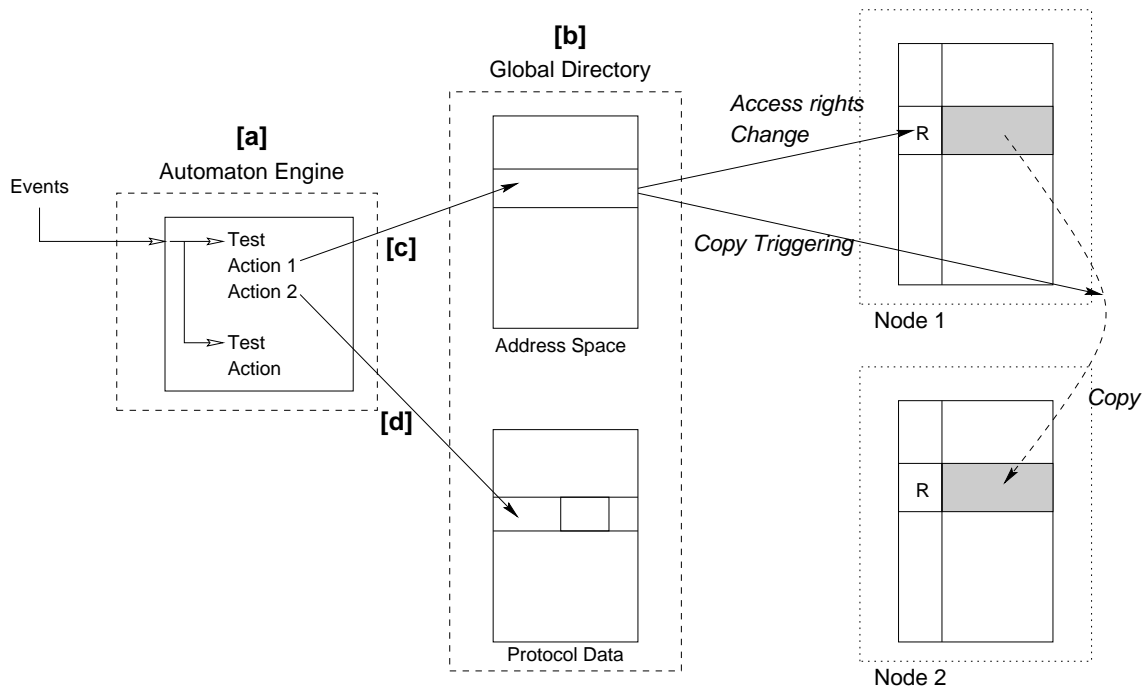 [b]
Global Directory
Access rights
Change
R
[a]
Automaton Engine
Events
Test
Action 1
Action 2
[c]
Copy Triggering
Test
Action
Address Space
Node 1
[d]
Copy
R
Protocol Data
Node 2